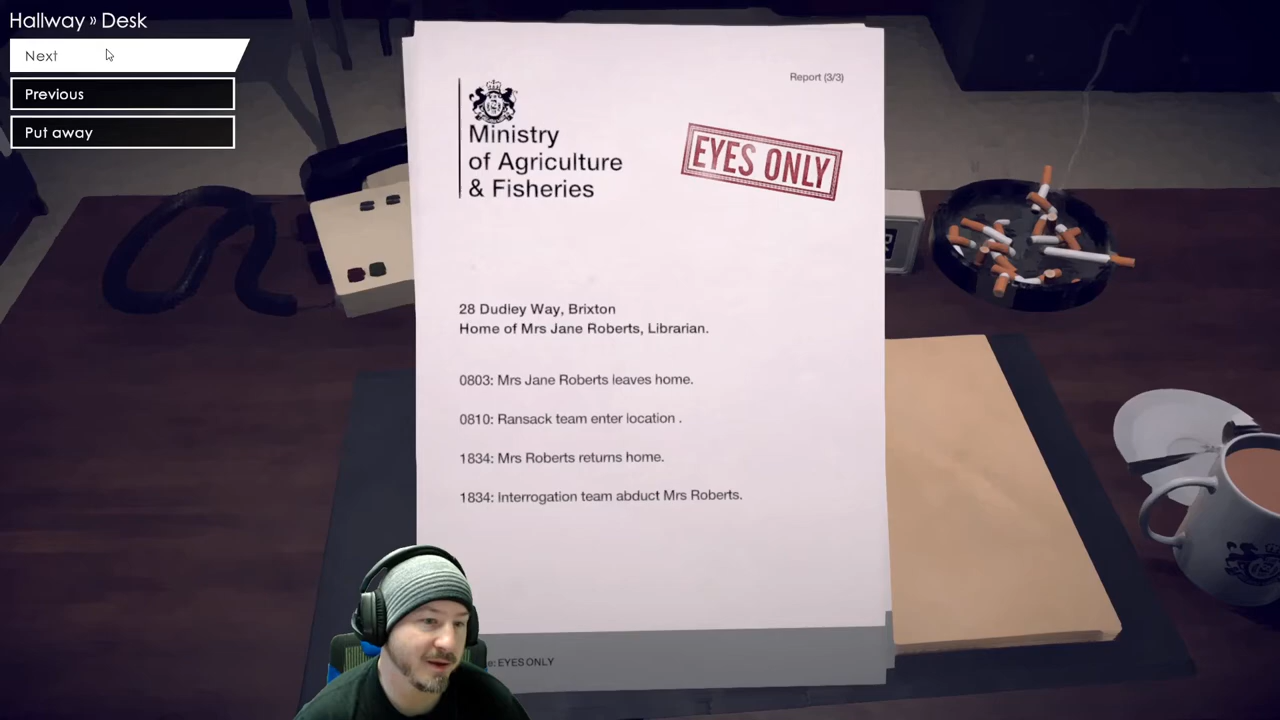 Hallway » Desk
Next
Previous
Put away
Report (3/3)
Ministry
of Agriculture
& Fisheries
EYES ONLY
28 Dudley Way, Brixton
Home of Mrs Jane Roberts, Librarian.
0803: Mrs Jane Roberts leaves home.
0810: Ransack team enter location .
1834: Mrs Roberts returns home.
1834: Interrogation team abduct Mrs Roberts.
EYES ONLY